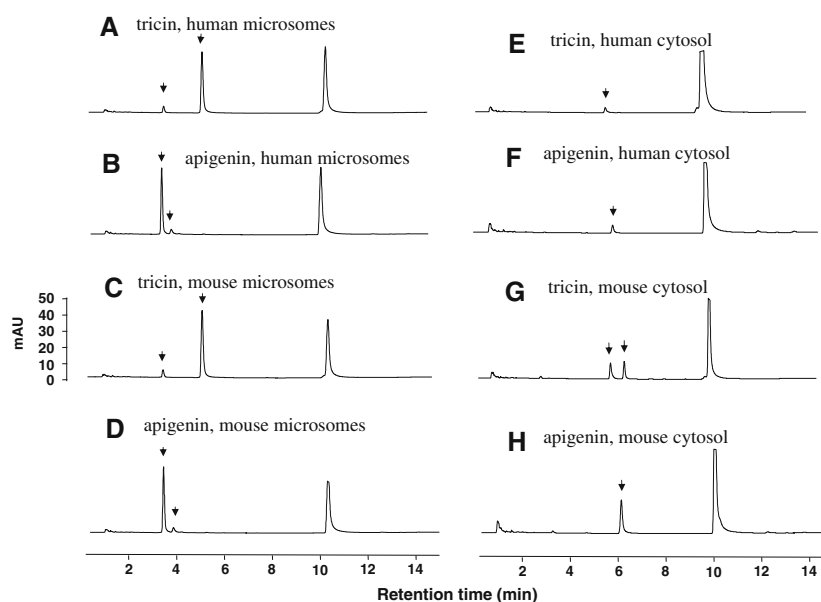 A tricin, human microsomes
B apigenin, human microsomes
C tricin, mouse microsomes
50
40
30
20
10
0
mAU
D apigenin, mouse microsomes
2 4 6 8 10 12 14
E tricin, human cytosol
F apigenin, human cytosol
G tricin, mouse cytosol
H apigenin, mouse cytosol
2 4 6 8 10 12 14
Retention time (min)